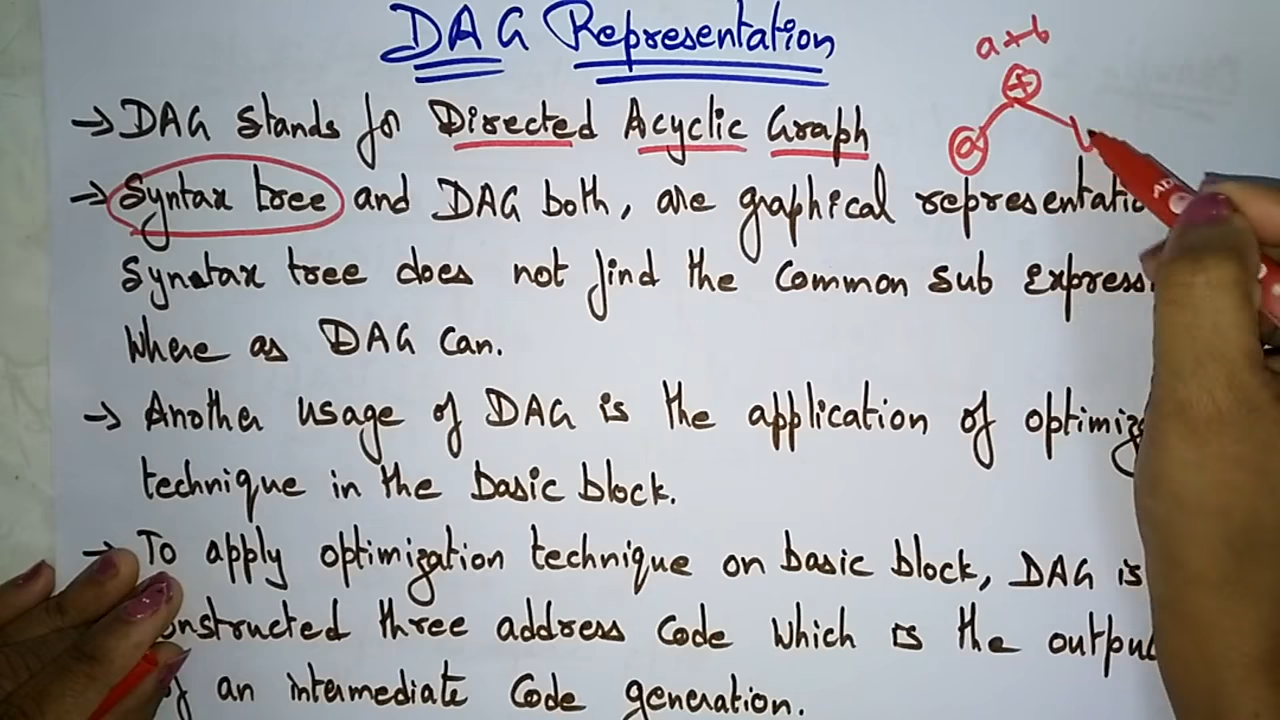 DAG Representation
a+b
+
a
→ DAG stands for Directed Acyclic Graph
→ Syntax tree and DAG both, are graphical representatio
Synatax tree does not find the Common sub express
Where as DAG Can.
→ Another usage of DAG is the application of optimiz
technique in the basic block.
→ To apply optimization technique on basic block, DAG is
onstructed three address Code which is the outpu
of an intermediate Code generation.